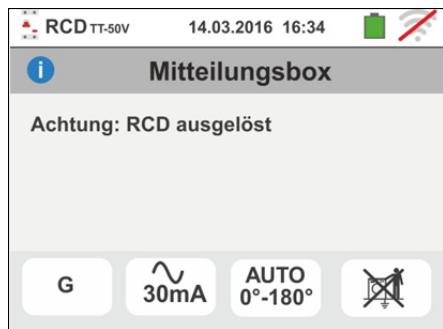 RCD TT-50V 14.03.2016 16:34
Mitteilungsbox
Achtung: RCD ausgelöst
G 30mA AUTO
0°-180°